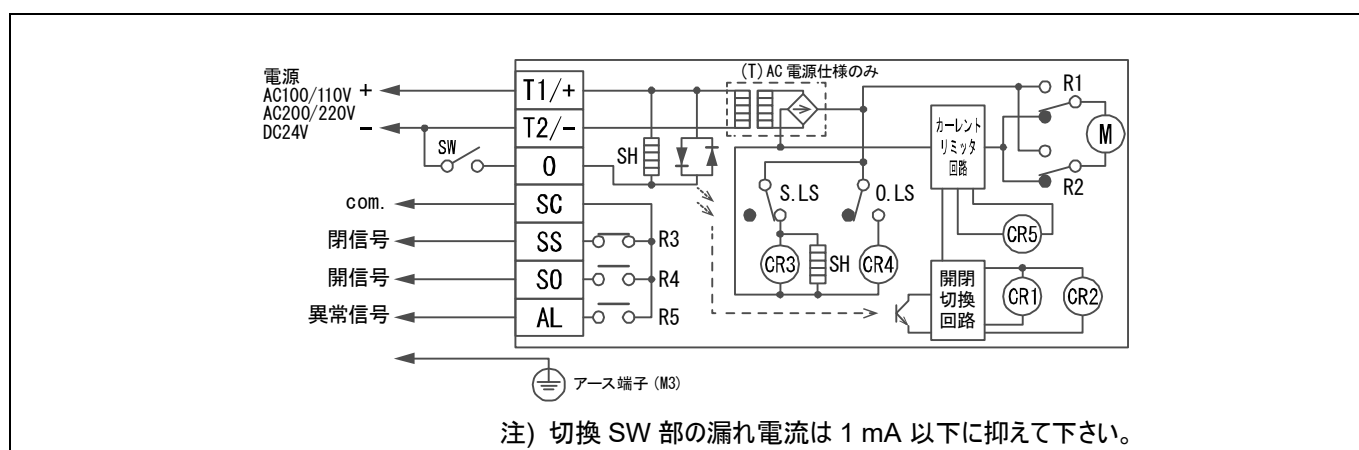 電源
AC100/110V
AC200/220V
DC24V
+
−
SW
com.
閉信号
開信号
異常信号
T1/+
T2/-
O
SC
SS
SO
AL
アース端子 (M3)
(T) AC 電源仕様のみ
SH
S.LS
O.LS
CR3
SH
CR4
R3
R4
R5
カーレント
リミッタ
回路
R1
M
R2
CR5
開閉
切換
回路
CR1
CR2
注) 切換 SW 部の漏れ電流は 1 mA 以下に抑えて下さい。